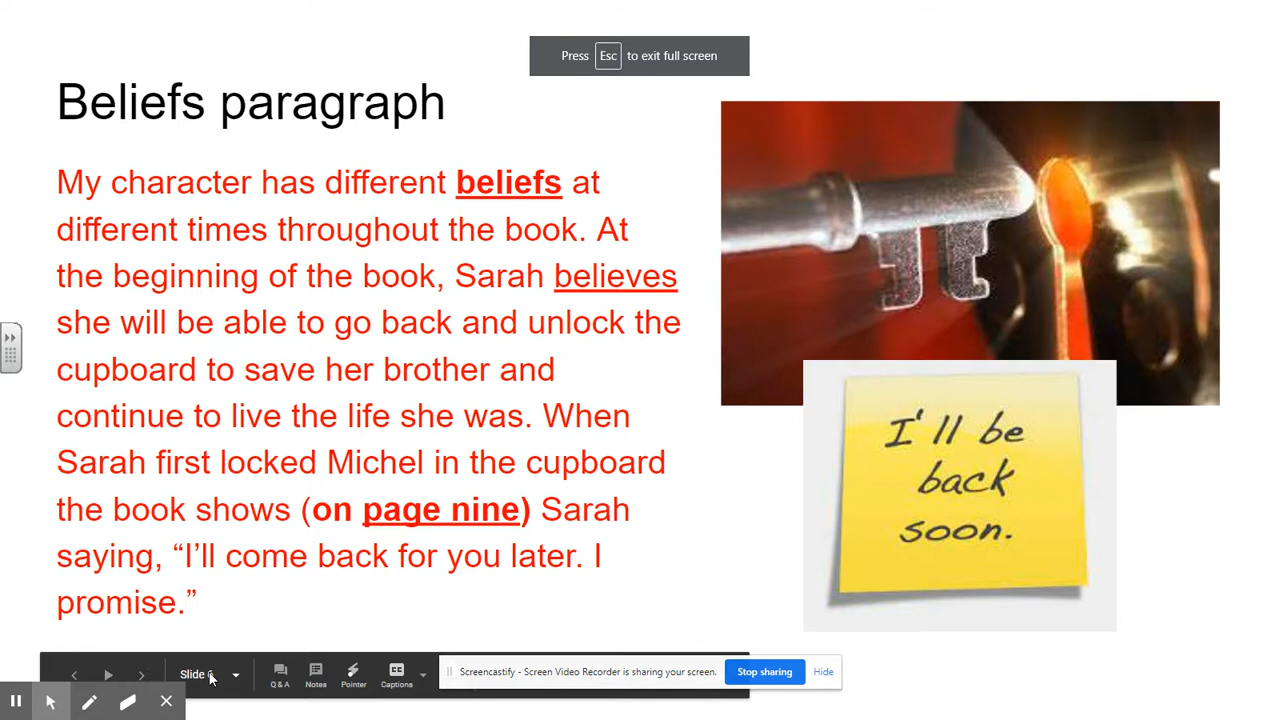 Press Esc to exit full screen
Beliefs paragraph
My character has different beliefs at
different times throughout the book. At
the beginning of the book, Sarah believes
she will be able to go back and unlock the
cupboard to save her brother and
continue to live the life she was. When
Sarah first locked Michel in the cupboard
the book shows (on page nine) Sarah
saying, “I’ll come back for you later. I
promise.”
I'll be
back
soon.
Slide
Q & A
Notes
Pointer
Captions
Screencastify - Screen Video Recorder is sharing your screen.
Stop sharing
Hide